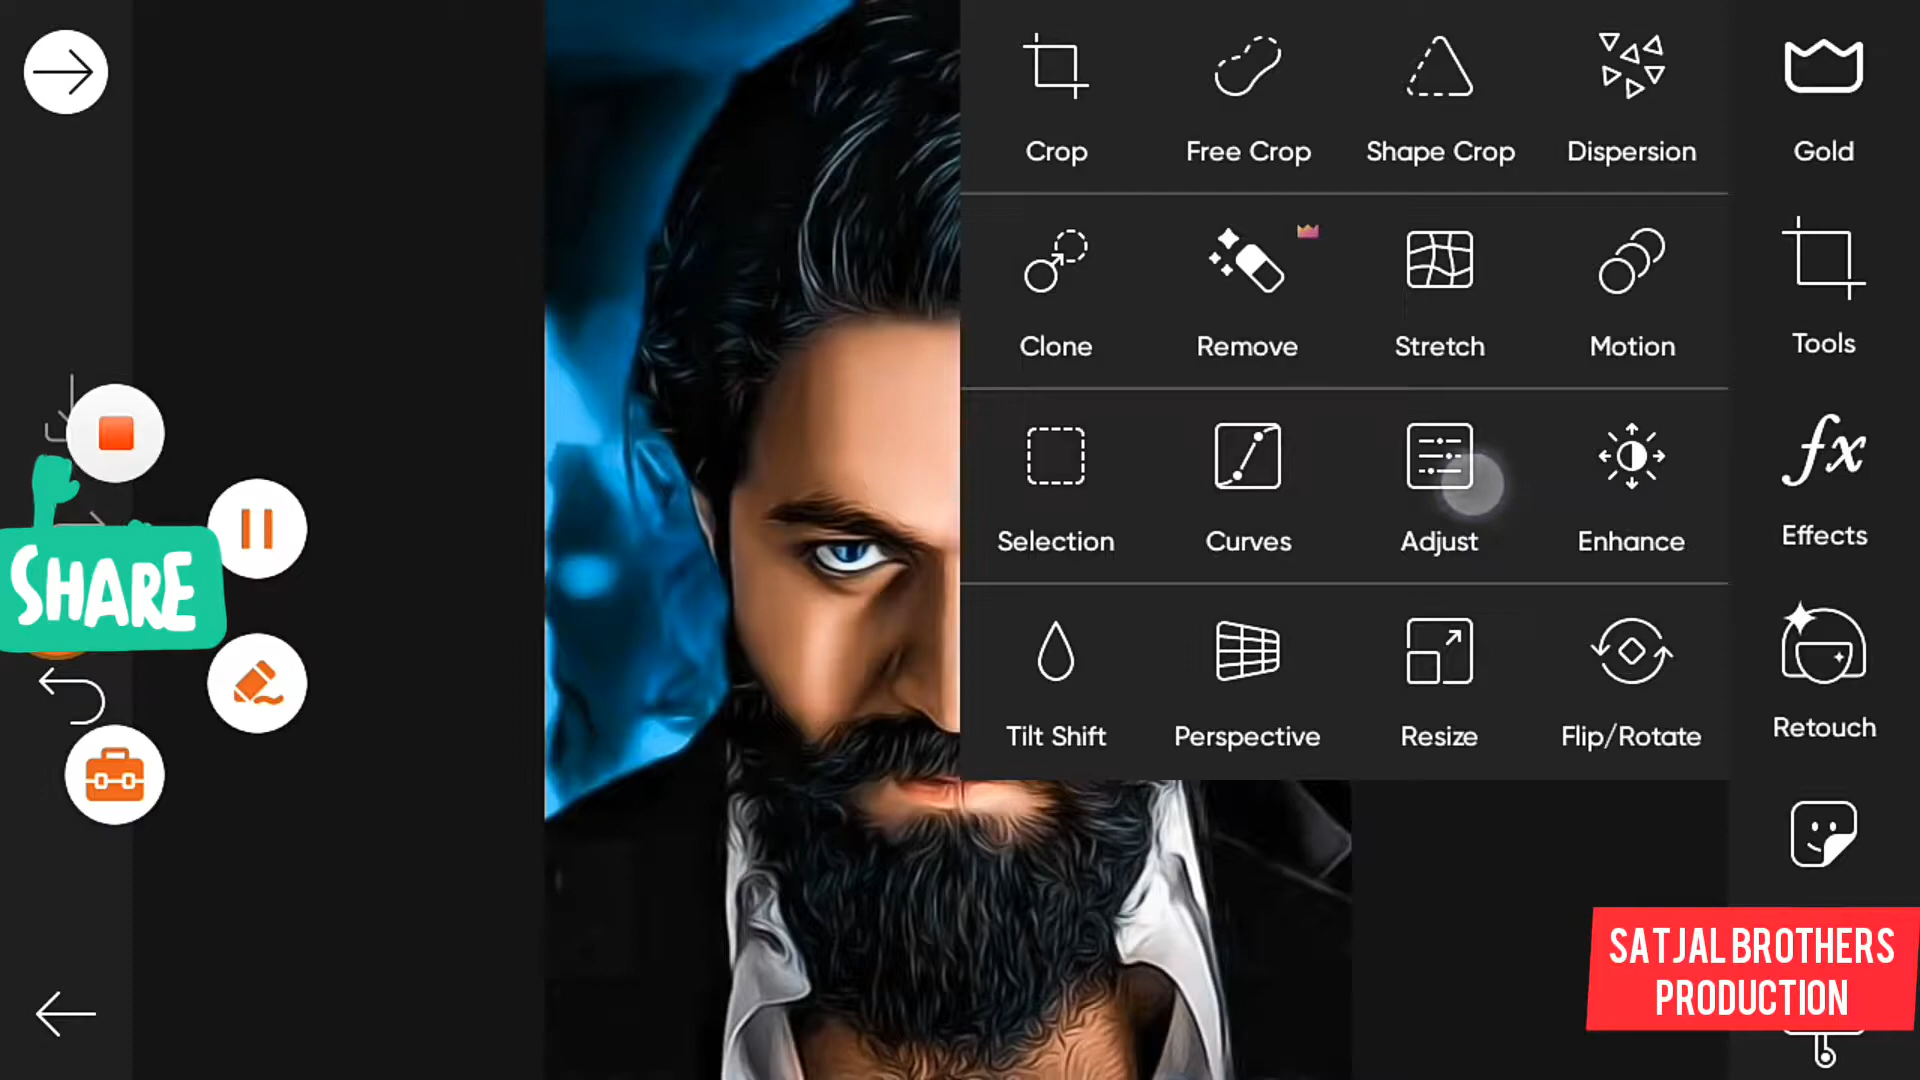 Crop
Free Crop
Shape Crop
Dispersion
Gold
Clone
Remove
Stretch
Motion
Tools
Selection
Curves
Adjust
Enhance
fx
Effects
SHARE
Tilt Shift
Perspective
Resize
Flip/Rotate
Retouch
SATJAL BROTHERS
PRODUCTION